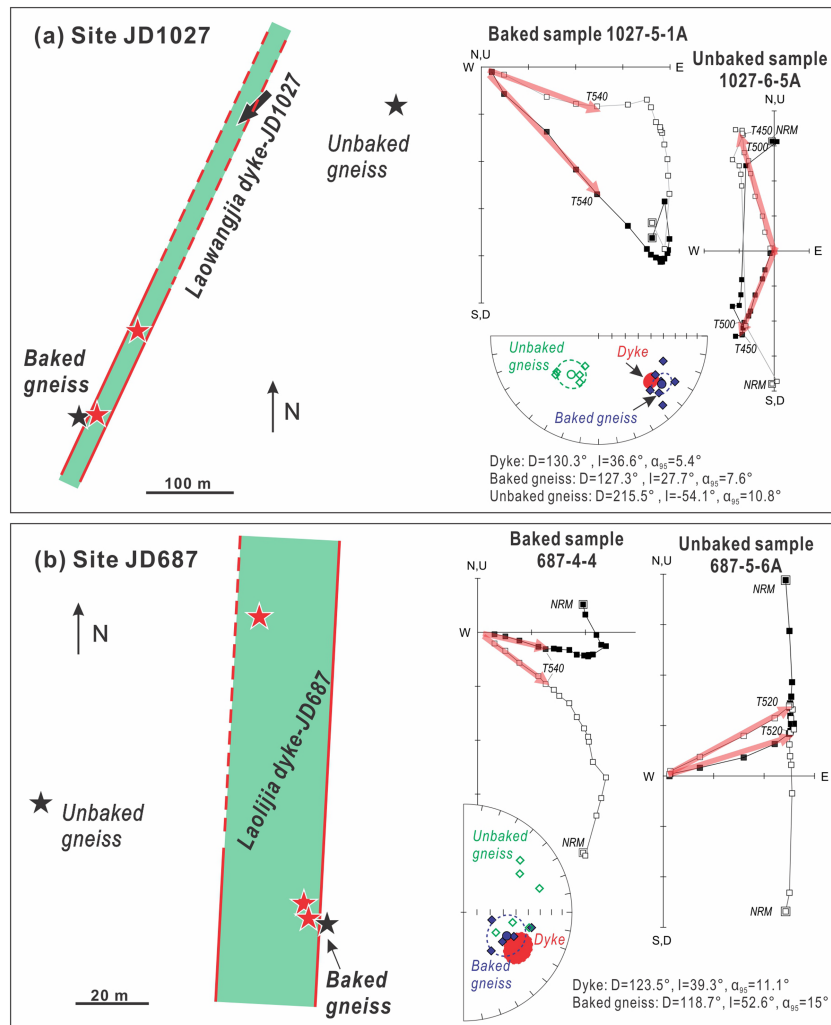 (a) Site JD1027
Laowangjia dyke-JD1027
Unbaked
gneiss
Baked
gneiss
N
100 m
Baked sample 1027-5-1A
N,U
W
E
T540
T540
S,D
Unbaked sample
1027-6-5A
N,U
T450
NRM
T500
W
E
T500
T450
NRM
S,D
Unbaked
gneiss
Dyke
Baked gneiss
Dyke: D=130.3°, I=36.6°, α95=5.4°
Baked gneiss: D=127.3°, I=27.7°, α95=7.6°
Unbaked gneiss: D=215.5°, I=-54.1°, α95=10.8°
(b) Site JD687
N
Laolijia dyke-JD687
Unbaked
gneiss
Baked
gneiss
20 m
Baked sample
687-4-4
N,U
NRM
W
T540
NRM
Unbaked sample
687-5-6A
N,U
NRM
T520
T520
W
E
NRM
S,D
Unbaked
gneiss
Dyke
Baked
gneiss
Dyke: D=123.5°, I=39.3°, α95=11.1°
Baked gneiss: D=118.7°, I=52.6°, α95=15°